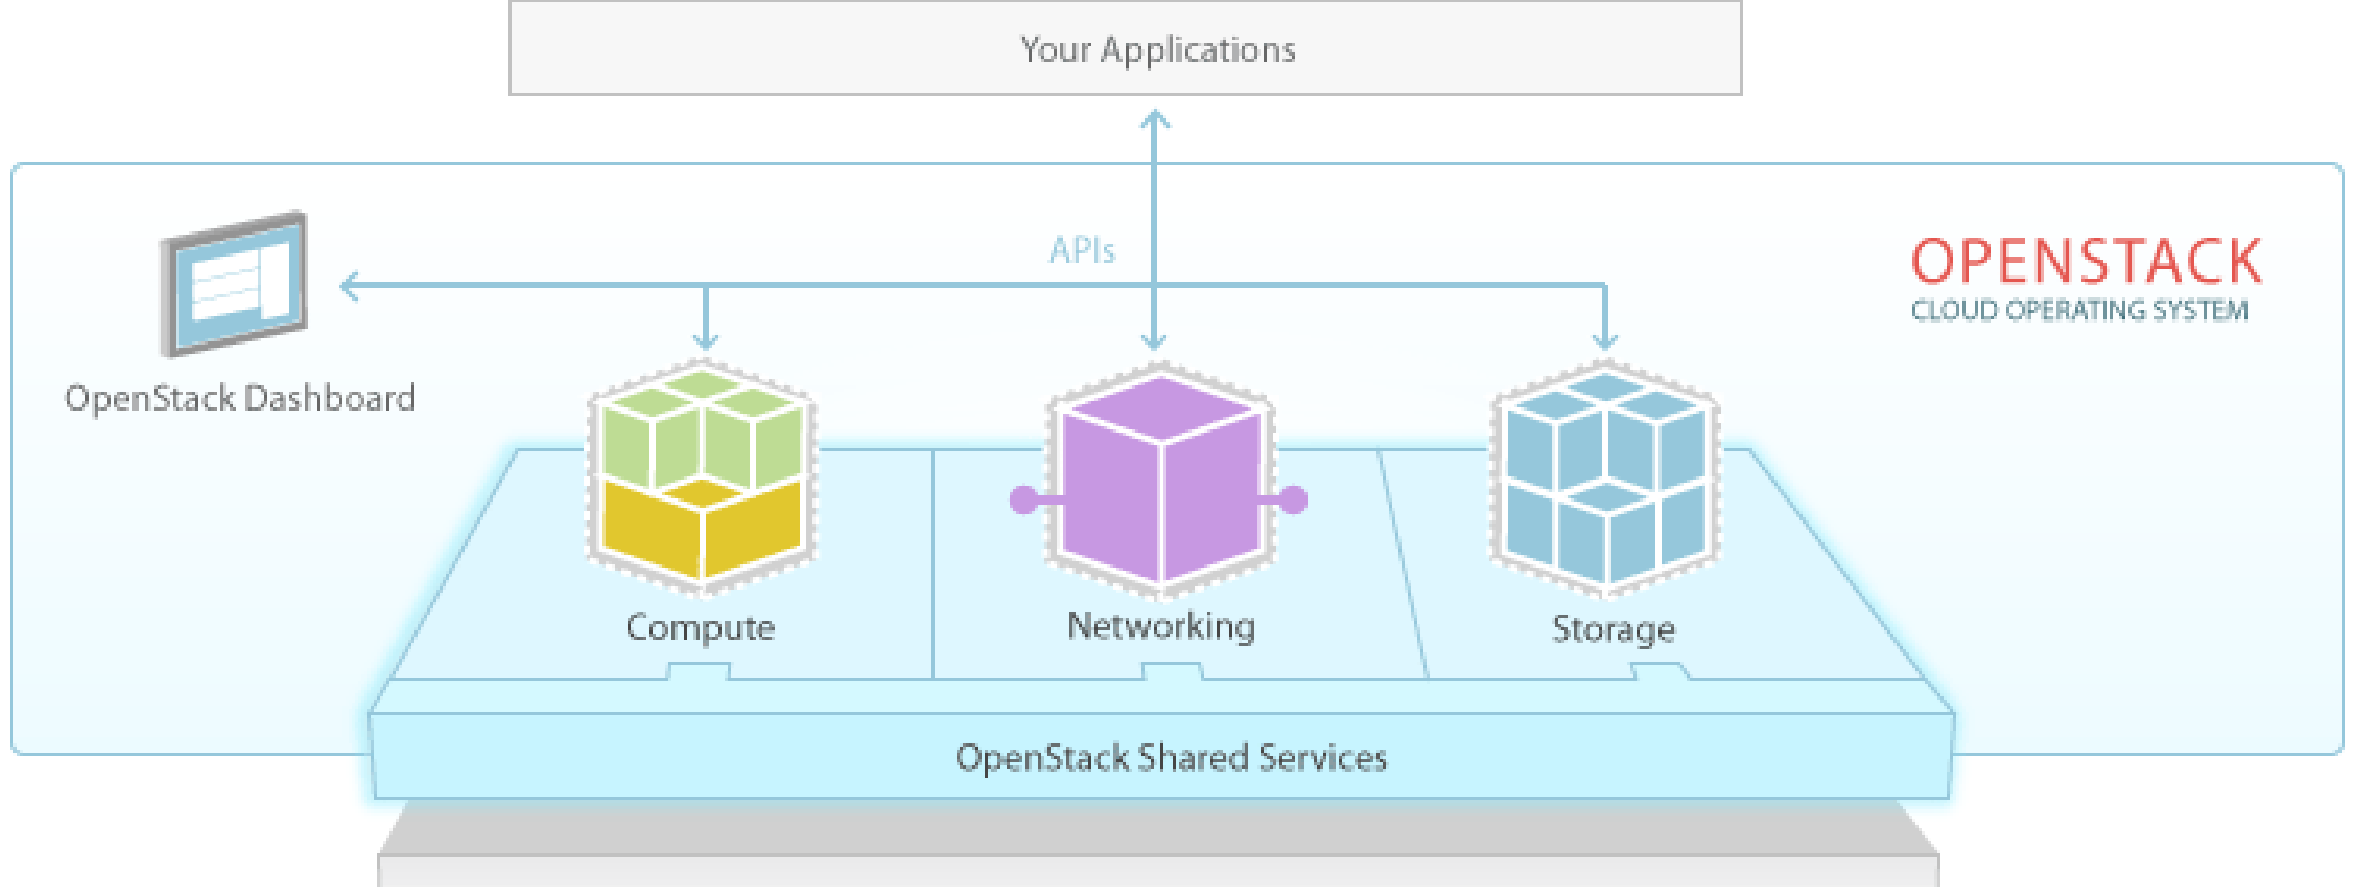 Your Applications
APIs
OPENSTACK
CLOUD OPERATING SYSTEM
OpenStack Dashboard
Compute
Networking
Storage
OpenStack Shared Services